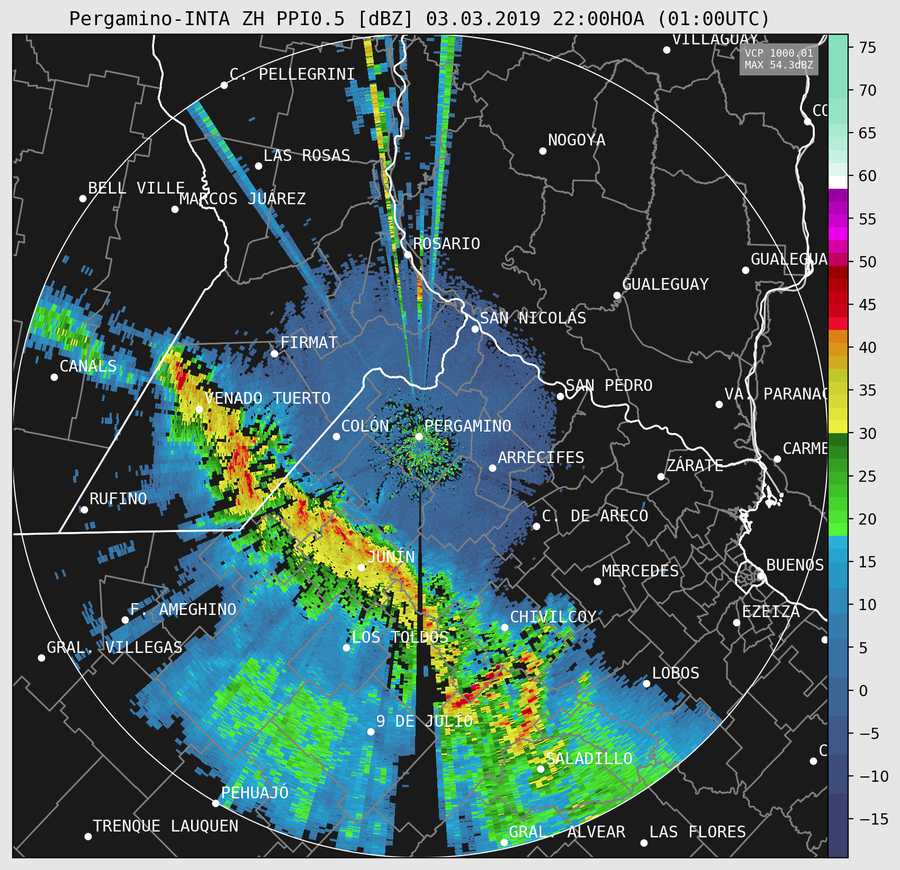 Pergamino-INTA ZH PPI0.5 [dBZ] 03.03.2019 22:00HOA (01:00UTC)
VILLAGUAY
VCP 1000.01
MAX 54.3dBZ
75
C. PELLEGRINI
70
CO
65
NOGOYA
LAS ROSAS
60
BELL VILLE
MARCOS JUÁREZ
55
ROSARIO
50
GUALEGUA
GUALEGUAY
45
SAN NICOLÁS
40
FIRMAT
CANALS
35
SAN PEDRO
VENADO TUERTO
VA. PARANAC
30
COLÓN
PERGAMINO
CARME
ARRECIFES
ZÁRATE
25
RUFINO
20
C. DE ARECO
JUNÍN
15
MERCEDES
BUENOS
10
F. AMEGHINO
CHIVILCOY
EZEIZA
LOS TOLDOS
5
GRAL. VILLEGAS
LOBOS
0
9 DE JULIO
−5
SALADILLO
C
−10
PEHUAJÓ
−15
TRENQUE LAUQUEN
GRAL. ALVEAR
LAS FLORES